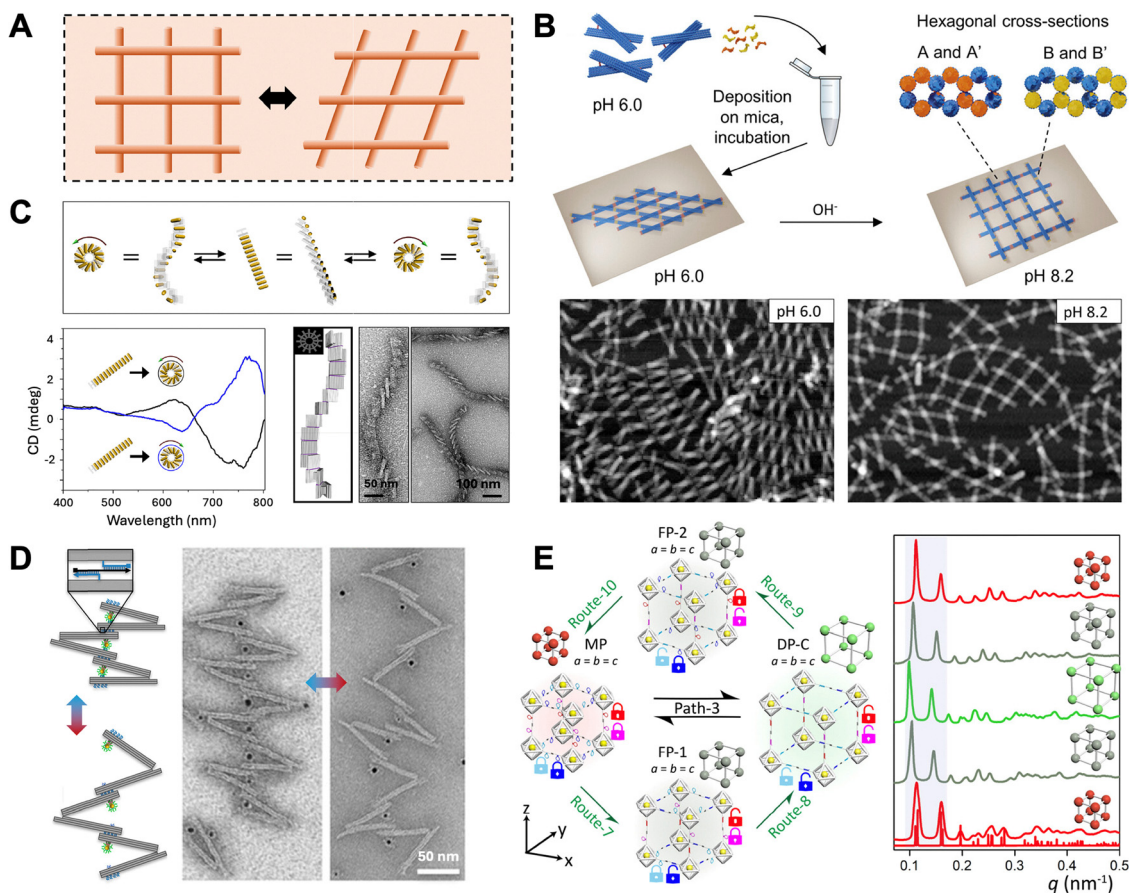 A
B
pH 6.0
Deposition
on mica,
incubation
Hexagonal cross-sections
A and A'
B and B'
OH-
pH 6.0
pH 8.2
pH 6.0
pH 8.2
C
=
=
=
CD (mdeg)
4
2
0
-2
400
500
600
700
800
Wavelength (nm)
50 nm
100 nm
D
50 nm
E
FP-2
a = b = c
Route-10
Route-9
MP
a = b = c
DP-C
a = b = c
Path-3
FP-1
a = b = c
Route-7
Route-8
z
y
x
0.1
0.2
0.3
0.4
0.5
q (nm-1)